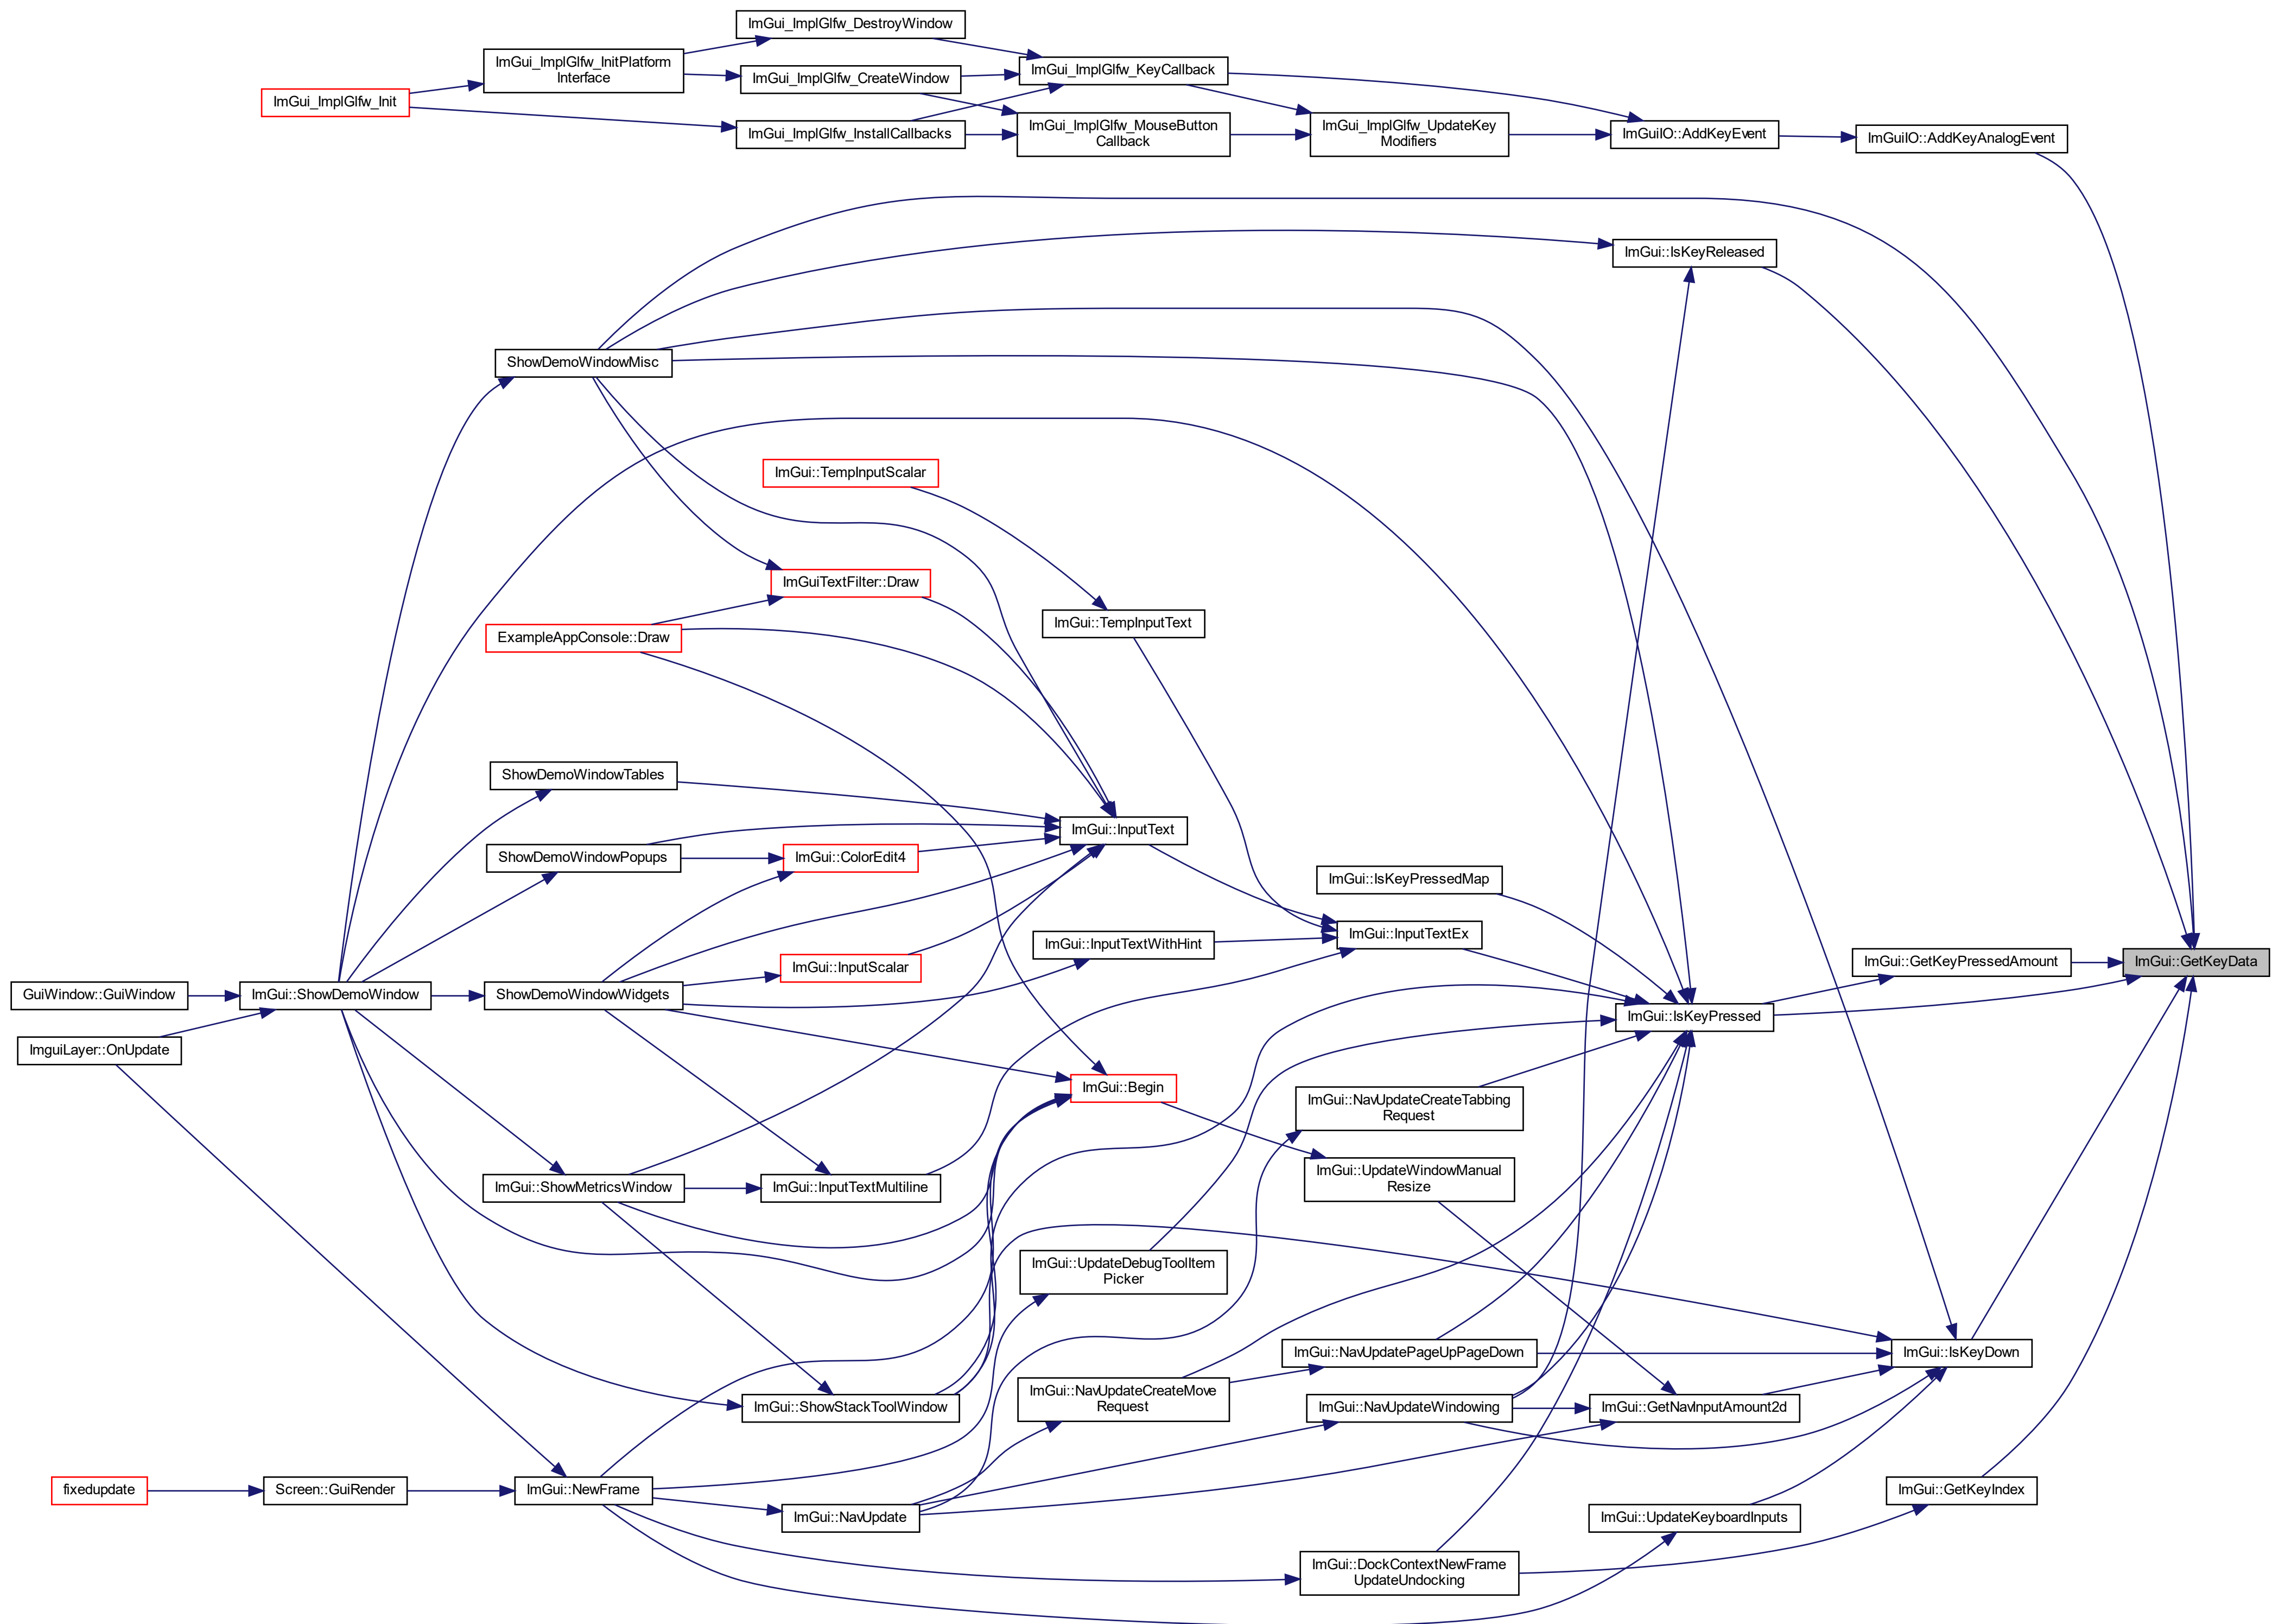 ImGui_ImplGlfw_DestroyWindow
ImGui_ImplGlfw_InitPlatform
Interface
ImGui_ImplGlfw_KeyCallback
ImGui_ImplGlfw_CreateWindow
ImGui_ImplGlfw_Init
ImGui_ImplGlfw_InstallCallbacks
ImGui_ImplGlfw_MouseButton
Callback
ImGui_ImplGlfw_UpdateKey
Modifiers
ImGuiIO::AddKeyEvent
ImGuiIO::AddKeyAnalogEvent
ImGui::IsKeyReleased
ShowDemoWindowMisc
ImGui::TempInputScalar
ImGuiTextFilter::Draw
ImGui::TempInputText
ExampleAppConsole::Draw
ShowDemoWindowTables
ImGui::InputText
ShowDemoWindowPopups
ImGui::ColorEdit4
ImGui::IsKeyPressedMap
ImGui::InputTextEx
ImGui::InputTextWithHint
ImGui::GetKeyPressedAmount
ImGui::GetKeyData
ImGui::InputScalar
GuiWindow::GuiWindow
ImGui::ShowDemoWindow
ShowDemoWindowWidgets
ImGui::IsKeyPressed
ImguiLayer::OnUpdate
ImGui::Begin
ImGui::NavUpdateCreateTabbing
Request
ImGui::ShowMetricsWindow
ImGui::InputTextMultiline
ImGui::UpdateWindowManual
Resize
ImGui::UpdateDebugToolItem
Picker
ImGui::NavUpdatePageUpPageDown
ImGui::IsKeyDown
ImGui::NavUpdateCreateMove
Request
ImGui::ShowStackToolWindow
ImGui::NavUpdateWindowing
ImGui::GetNavInputAmount2d
fixedupdate
Screen::GuiRender
ImGui::NewFrame
ImGui::GetKeyIndex
ImGui::NavUpdate
ImGui::UpdateKeyboardInputs
ImGui::DockContextNewFrame
UpdateUndocking